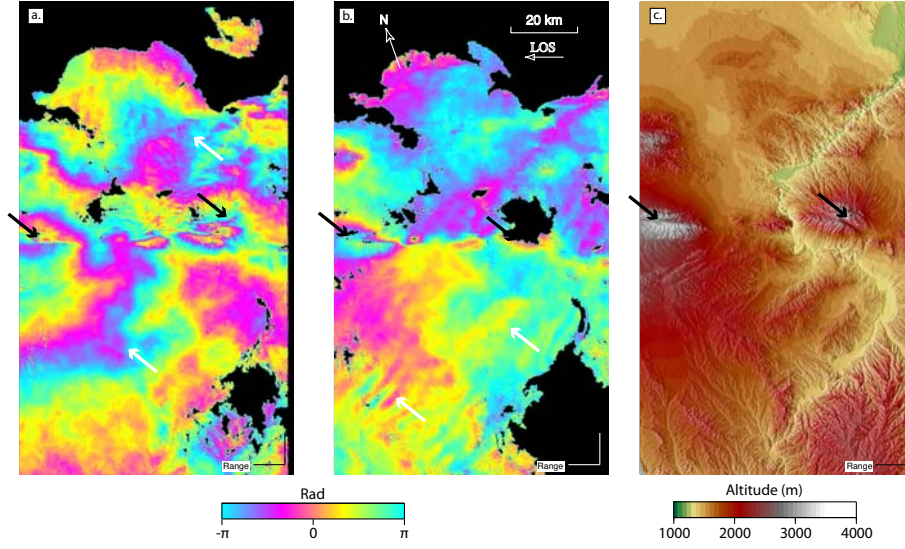 a.
b.
N
20 km
LOS
c.
Range
Range
Range
Rad
-π
0
π
Altitude (m)
1000
2000
3000
4000